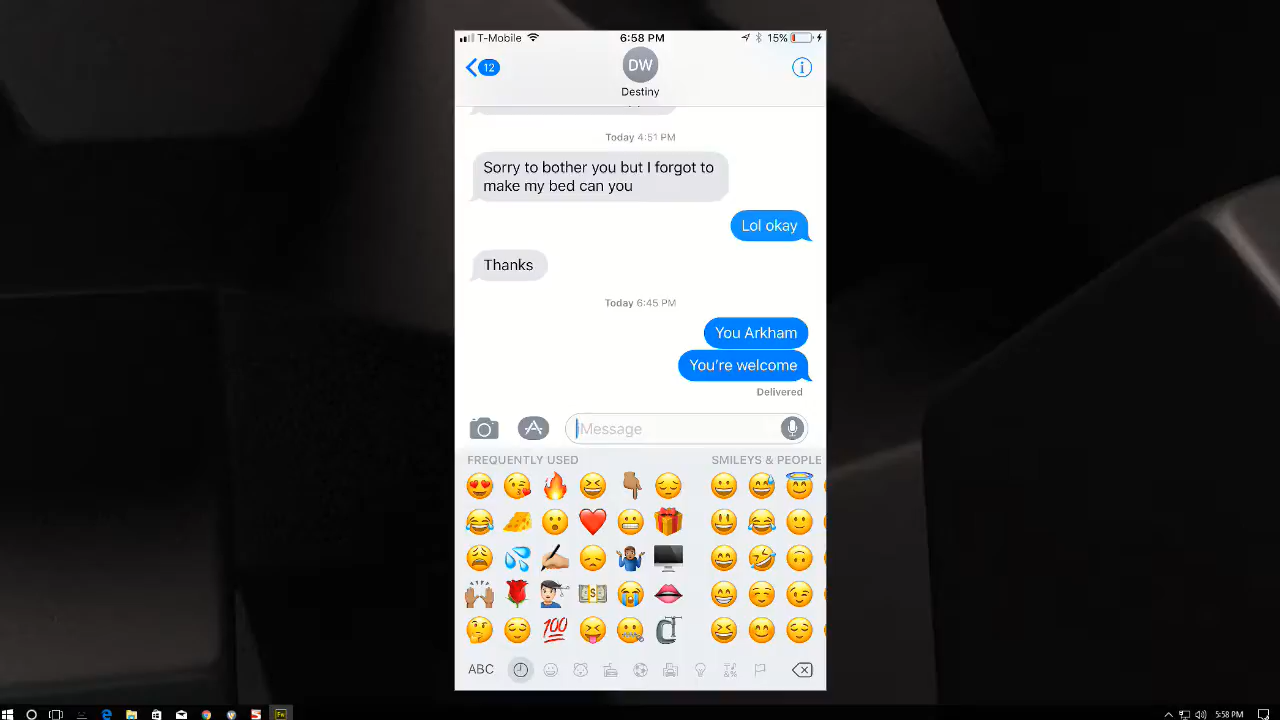 T-Mobile 6:58 PM 15%
12 DW
Destiny
Today 4:51 PM
Sorry to bother you but I forgot to
make my bed can you
Lol okay
Thanks
Today 6:45 PM
You Arkham
You're welcome
Delivered
iMessage
FREQUENTLY USED SMILEYS & PEOPLE
ABC
5:58 PM